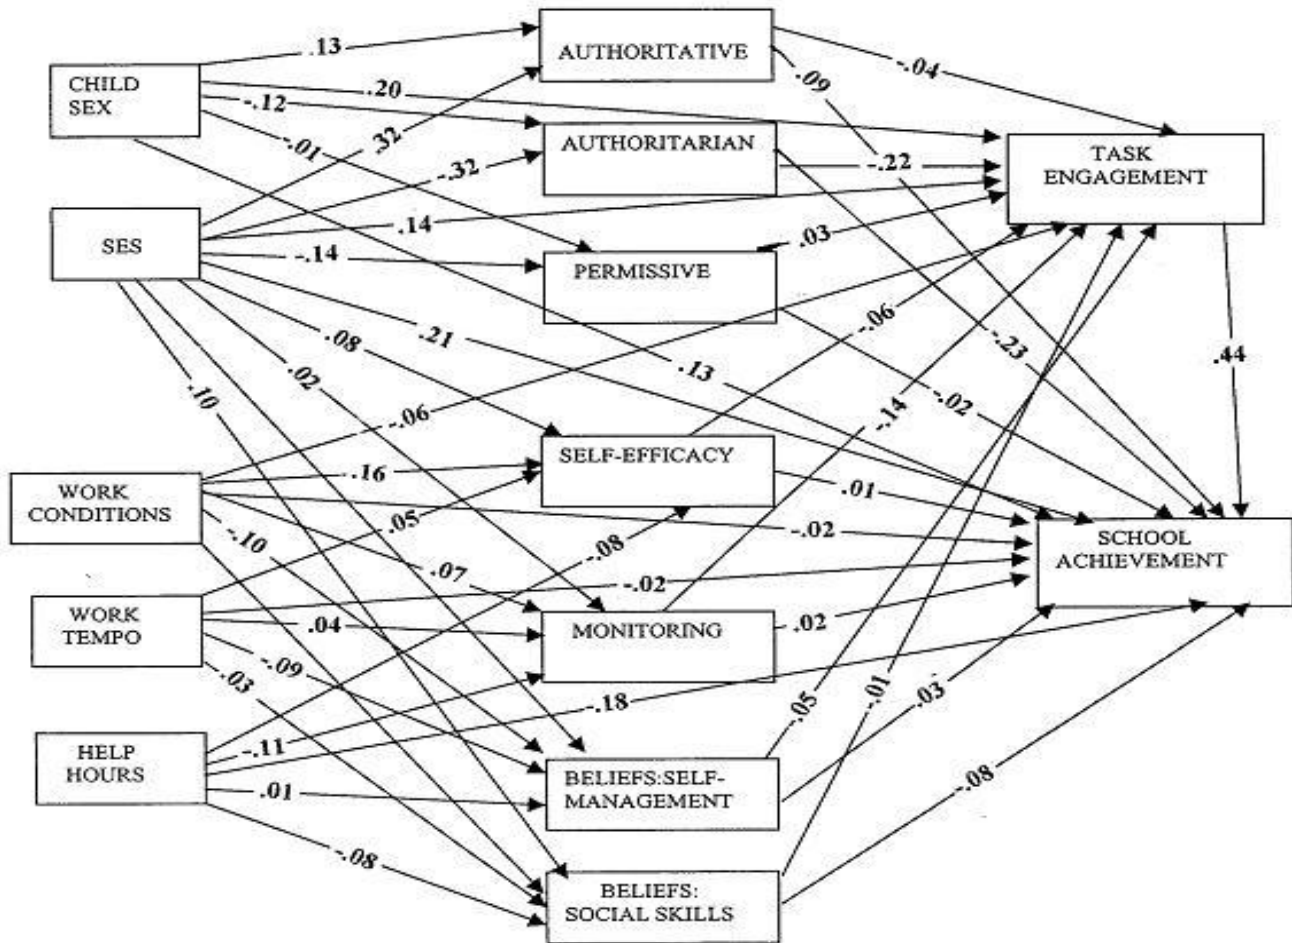 CHILD
SEX
SES
WORK
CONDITIONS
WORK
TEMPO
HELP
HOURS
AUTHORITATIVE
AUTHORITARIAN
PERMISSIVE
SELF-EFFICACY
MONITORING
BELIEFS:SELF-
MANAGEMENT
BELIEFS:
SOCIAL SKILLS
TASK
ENGAGEMENT
SCHOOL
ACHIEVEMENT
.13
.20
-.12
-.01
.32
-.32
.14
-.14
.08
.21
.02
.10
.13
-.06
.16
-.02
-.10
.07
.05
-.02
.04
-.09
-.03
-.08
-.11
-.18
.01
-.08
-.04
.09
-.22
-.23
.03
-.02
-.06
.01
-.14
.02
.05
.03
-.01
-.08
.44